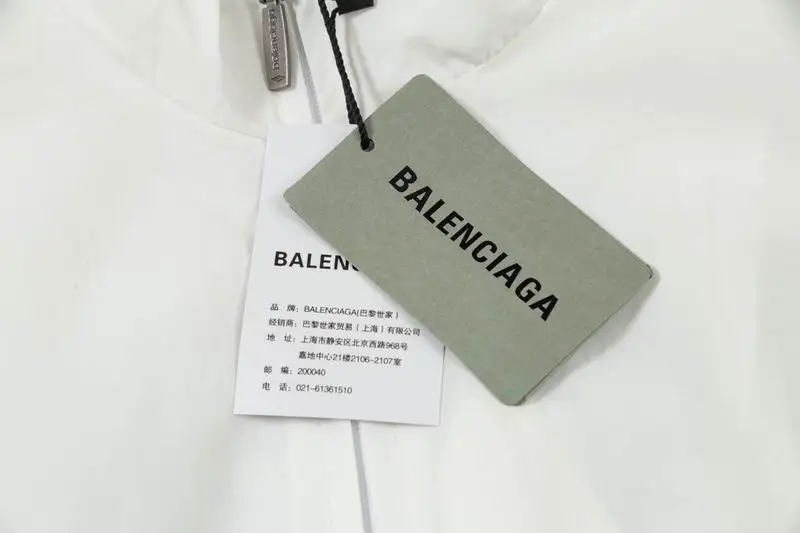 balenciaga
BALENCIAGA
BALENC
品 牌：BALENCIAGA(巴黎世家）
经销商：巴黎世家贸易（上海）有限公司
地 址：上海市静安区北京西路968号
嘉地中心21楼2106-2107室
邮 编：200040
电 话：021-61361510